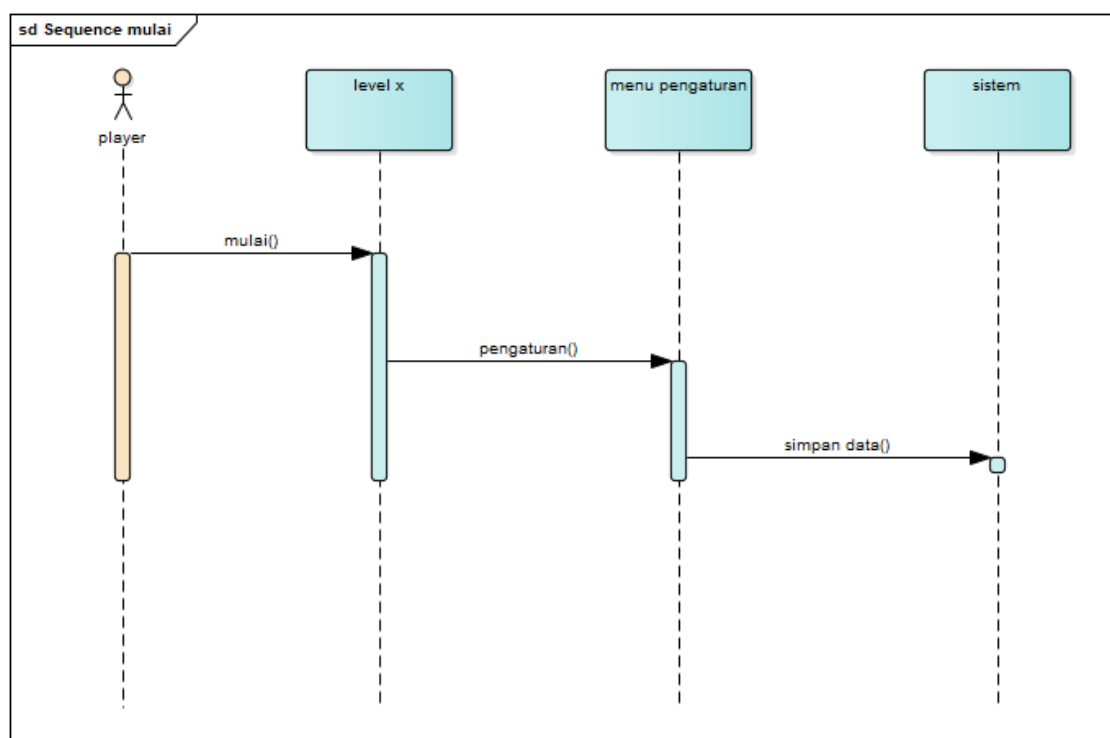 sd Sequence mulai
player
level x
menu pengaturan
sistem
mulai()
pengaturan()
simpan data()